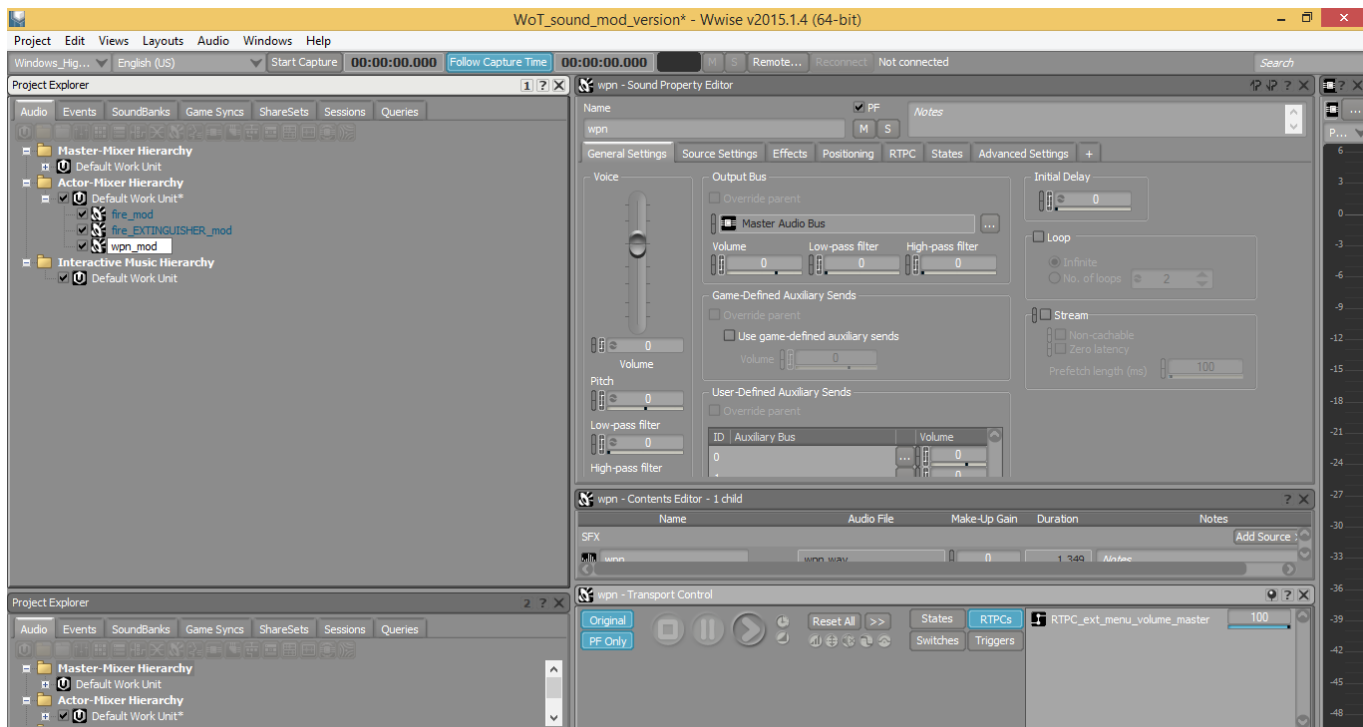 WoT_sound_mod_version* - Wwise v2015.1.4 (64-bit)
Project Edit Views Layouts Audio Windows Help
Windows_Hig... English (US) Start Capture 00:00:00.000 Follow Capture Time 00:00:00.000 M S Remote... Reconnect Not connected Search
Project Explorer 1 ? X
Audio Events SoundBanks Game Syncs ShareSets Sessions Queries
Master-Mixer Hierarchy
Default Work Unit
Actor-Mixer Hierarchy
Default Work Unit*
fire_mod
fire_EXTINGUISHER_mod
wpn_mod
Interactive Music Hierarchy
Default Work Unit
Project Explorer 2 ? X
Audio Events SoundBanks Game Syncs ShareSets Sessions Queries
Master-Mixer Hierarchy
Default Work Unit
Actor-Mixer Hierarchy
Default Work Unit*
wpn - Sound Property Editor ? X
Name PF Notes
wpn M S
General Settings Source Settings Effects Positioning RTPC States Advanced Settings +
Voice
0
Volume
Pitch
0
Low-pass filter
0
High-pass filter
Output Bus
Override parent
Master Audio Bus ...
Volume Low-pass filter High-pass filter
0 0 0
Game-Defined Auxiliary Sends
Override parent
Use game-defined auxiliary sends
Volume 0
User-Defined Auxiliary Sends
Override parent
ID Auxiliary Bus Volume
0 ... 0
Initial Delay
0
Loop
Infinite
No. of loops 2
Stream
Non-cachable
Zero latency
Prefetch length (ms) 100
wpn - Contents Editor - 1 child ? X
Name Audio File Make-Up Gain Duration Notes
SFX Add Source >
wpn wpn.wav 0 1.349 Notes
wpn - Transport Control ? X
Original Reset All >> States RTPCs RTPC_ext_menu_volume_master 100
PF Only Switches Triggers
? X
...
P...
6
3
0
-3
-6
-9
-12
-15
-18
-21
-24
-27
-30
-33
-36
-39
-42
-45
-48